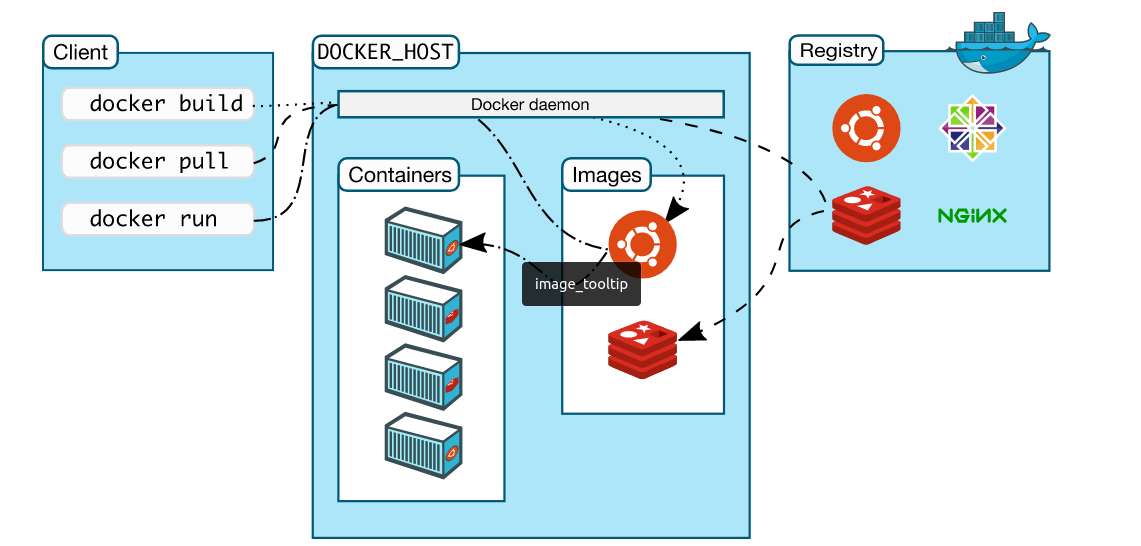 Client
docker build
docker pull
docker run
DOCKER_HOST
Docker daemon
Containers
Images
image_tooltip
Registry
NGiNX